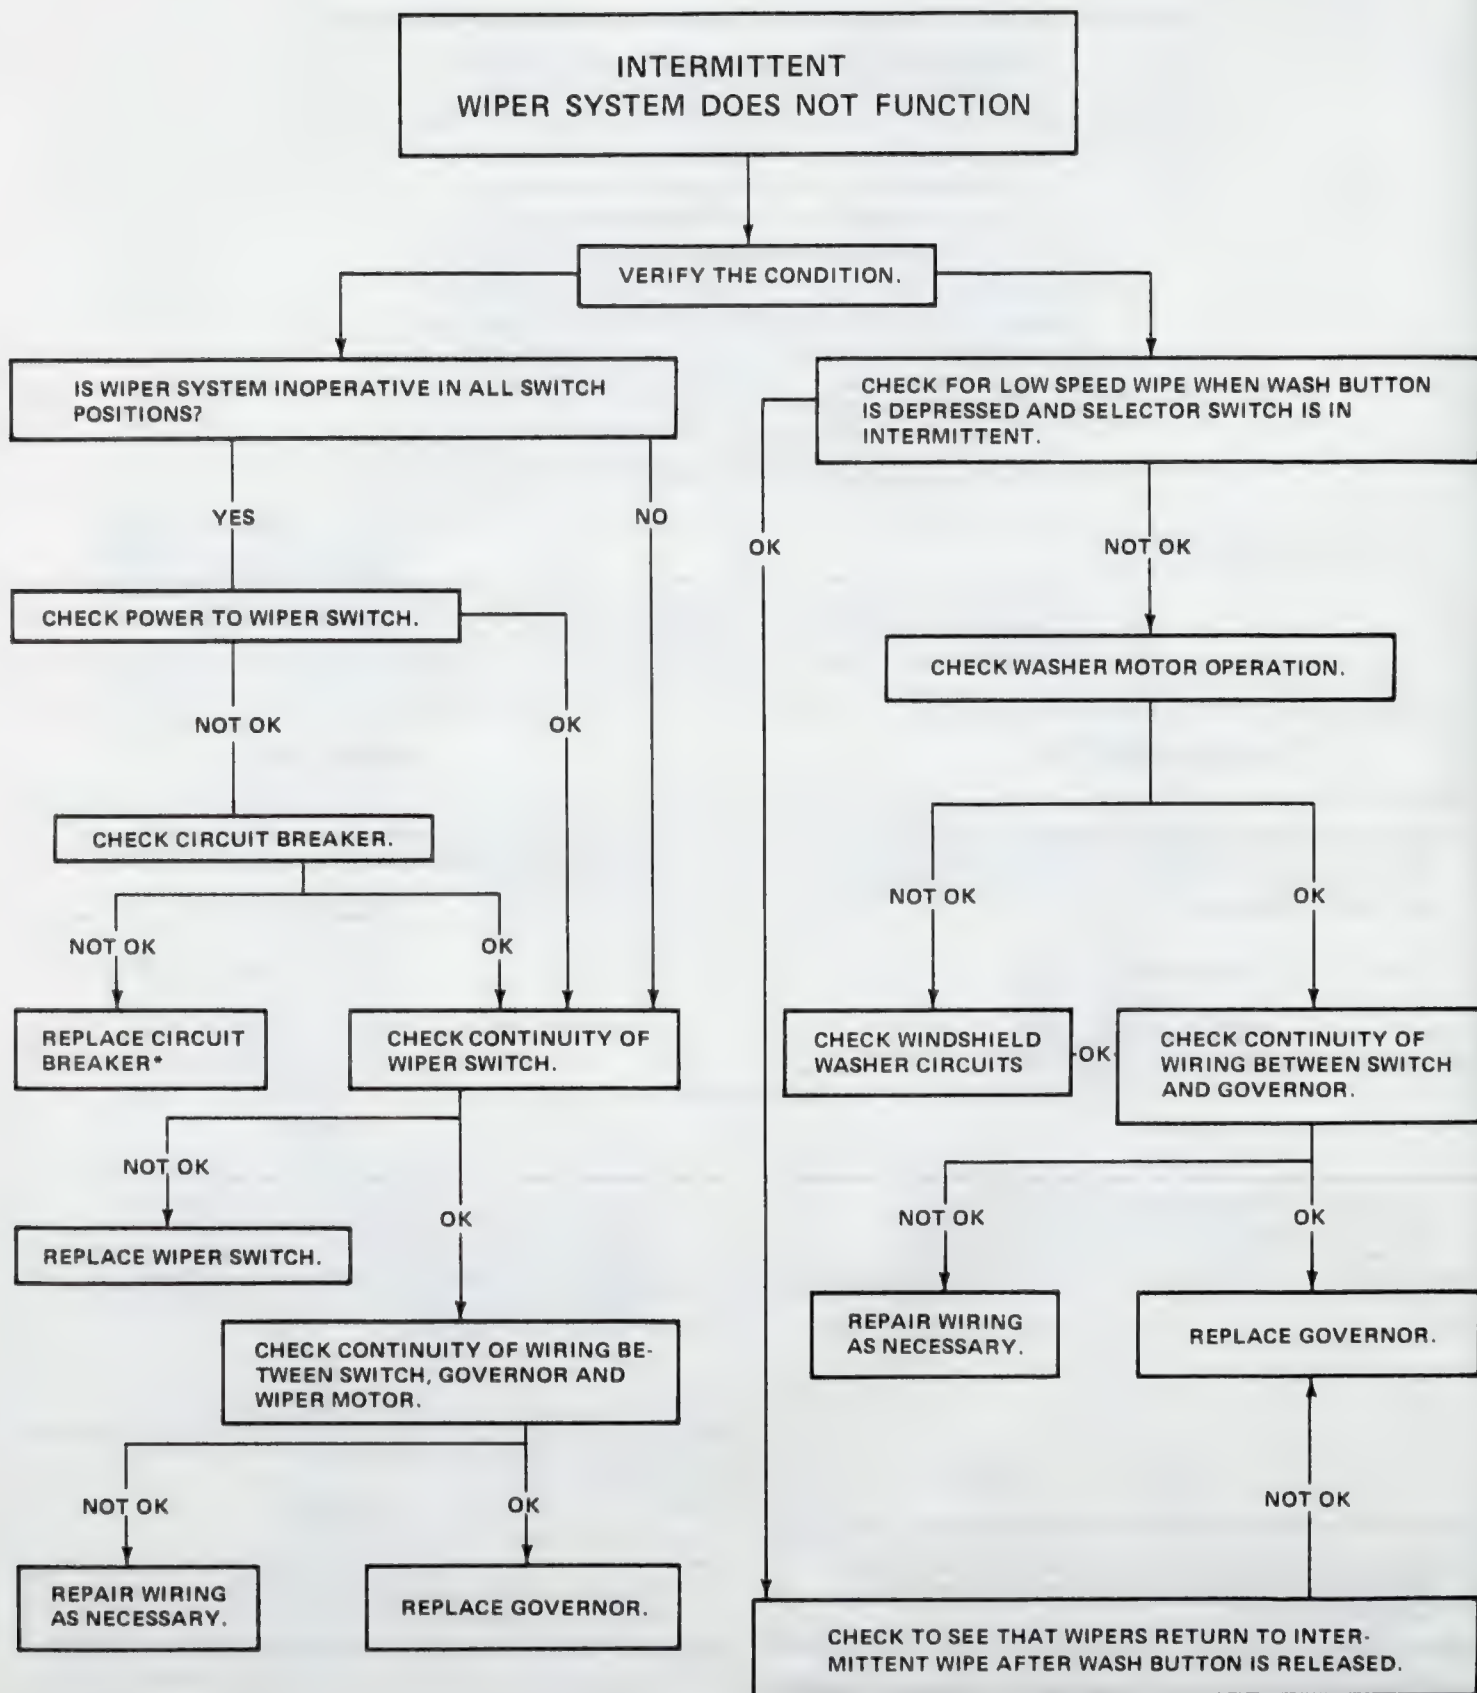 INTERMITTENT
WIPER SYSTEM DOES NOT FUNCTION
VERIFY THE CONDITION.
IS WIPER SYSTEM INOPERATIVE IN ALL SWITCH
POSITIONS?
CHECK FOR LOW SPEED WIPE WHEN WASH BUTTON
IS DEPRESSED AND SELECTOR SWITCH IS IN
INTERMITTENT.
YES
NO
OK
NOT OK
CHECK POWER TO WIPER SWITCH.
CHECK WASHER MOTOR OPERATION.
NOT OK
OK
CHECK CIRCUIT BREAKER.
NOT OK
OK
NOT OK
OK
REPLACE CIRCUIT
BREAKER*
CHECK CONTINUITY OF
WIPER SWITCH.
CHECK WINDSHIELD
WASHER CIRCUITS
OK
CHECK CONTINUITY OF
WIRING BETWEEN SWITCH
AND GOVERNOR.
NOT OK
OK
NOT OK
OK
REPLACE WIPER SWITCH.
REPAIR WIRING
AS NECESSARY.
REPLACE GOVERNOR.
CHECK CONTINUITY OF WIRING BE-
TWEEN SWITCH, GOVERNOR AND
WIPER MOTOR.
NOT OK
OK
NOT OK
REPAIR WIRING
AS NECESSARY.
REPLACE GOVERNOR.
CHECK TO SEE THAT WIPERS RETURN TO INTER-
MITTENT WIPE AFTER WASH BUTTON IS RELEASED.